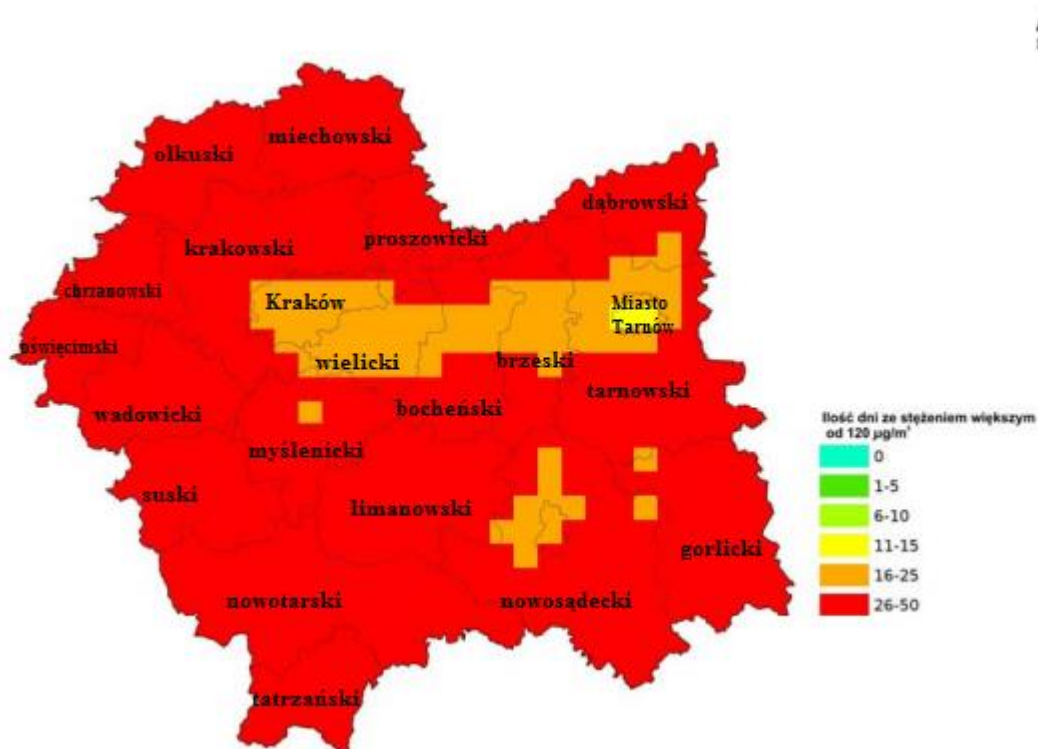 miechowski
olkuski
dąbrowski
krakowski
proszowicki
chrzanowski
Kraków
Miasto
Tarnów
oświęcimski
wielicki
brzeski
tarnowski
wadowicki
bocheński
myślenicki
suski
limanowski
gorlicki
nowotarski
nowosądecki
tatrzański
Ilość dni ze stężeniem większym
od 120 µg/m³
0
1-5
6-10
11-15
16-25
26-50